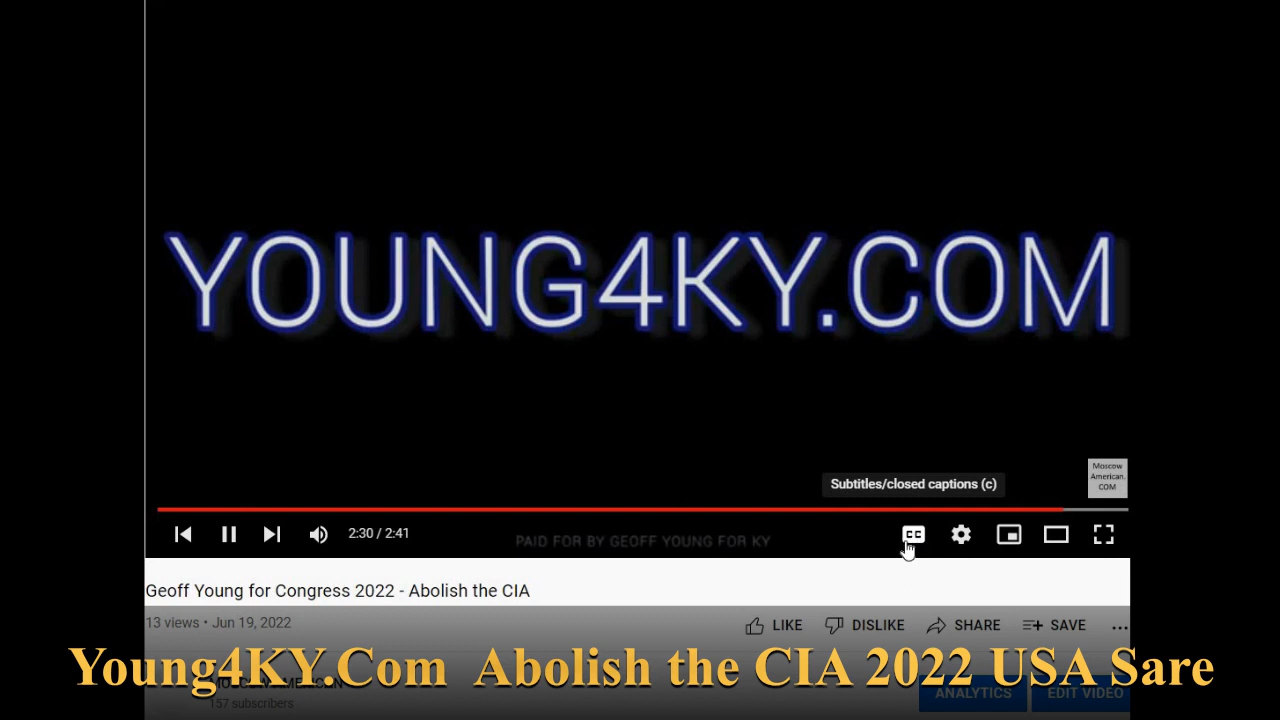 YOUNG4KY.COM
Subtitles/closed captions (c)
Moscow
American.
COM
2:30 / 2:41
CC
PAID FOR BY GEOFF YOUNG FOR KY
Geoff Young for Congress 2022 - Abolish the CIA
13 views • Jun 19, 2022
LIKE DISLIKE SHARE SAVE ...
Young4KY.Com Abolish the CIA 2022 USA Sare
157 subscribers
ANALYTICS EDIT VIDEO